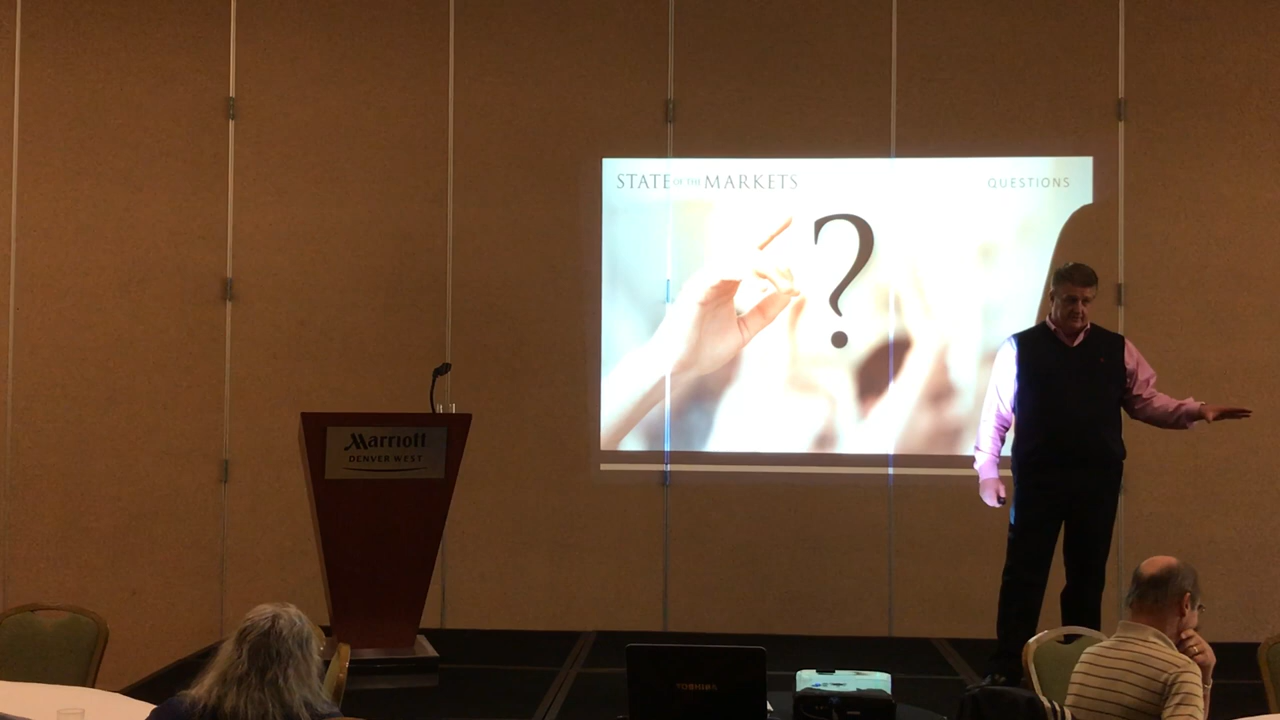 STATE OF THE MARKETS
QUESTIONS
?
Marriott
DENVER WEST
TOSHIBA